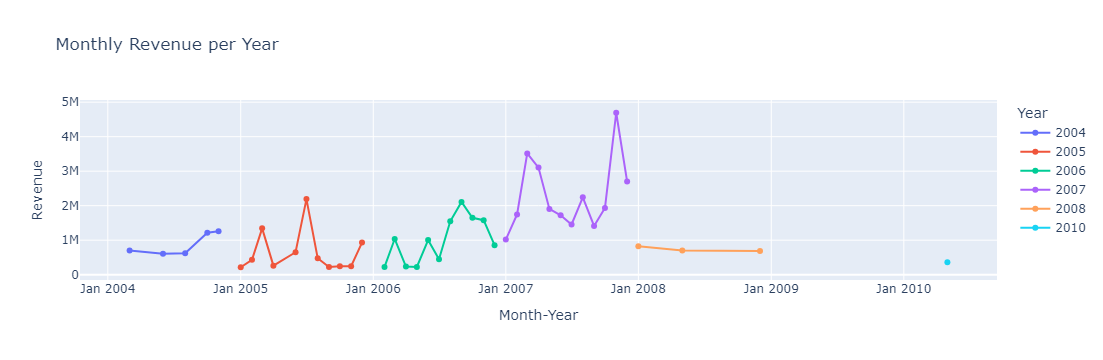 Monthly Revenue per Year
Revenue
5M
4M
3M
2M
1M
0
Jan 2004 Jan 2005 Jan 2006 Jan 2007 Jan 2008 Jan 2009 Jan 2010
Month-Year
Year
2004
2005
2006
2007
2008
2010